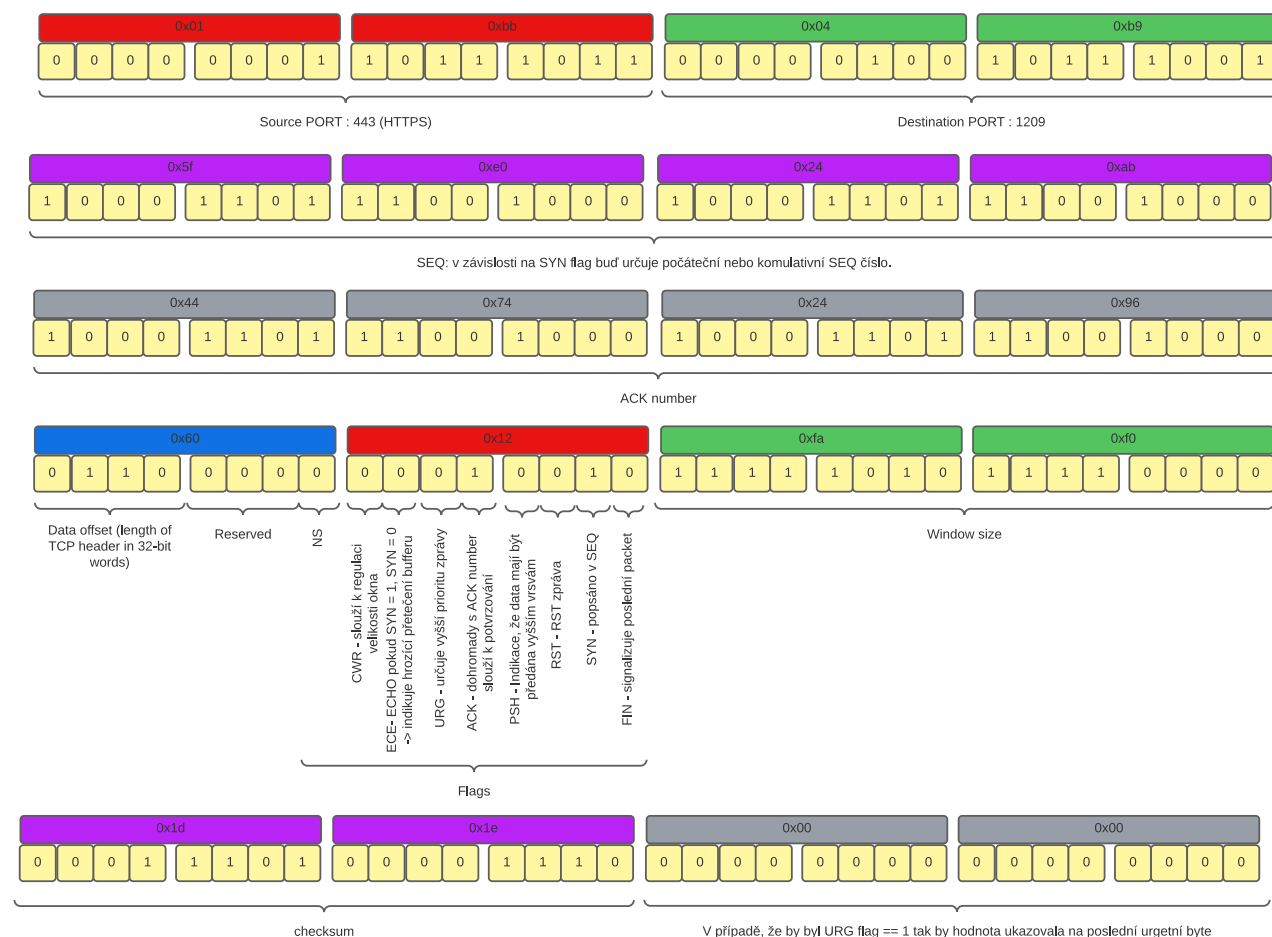 0x01 0xbb 0x04 0xb9
0 0 0 0 0 0 0 1 1 0 1 1 1 0 1 1 0 0 0 0 0 1 0 0 1 0 1 1 1 0 0 1
Source PORT : 443 (HTTPS) Destination PORT : 1209
0x5f 0xe0 0x24 0xab
1 0 0 0 1 1 0 1 1 1 0 0 1 0 0 0 1 0 0 0 1 1 0 1 1 1 0 0 1 0 0 0
SEQ: v závislosti na SYN flag buď určuje počáteční nebo komulativní SEQ číslo.
0x44 0x74 0x24 0x96
1 0 0 0 1 1 0 1 1 1 0 0 1 0 0 0 1 0 0 0 1 1 0 1 1 1 0 0 1 0 0 0
ACK number
0x60 0x12 0xfa 0xf0
0 1 1 0 0 0 0 0 0 0 0 1 0 0 1 0 1 1 1 1 1 0 1 0 1 1 1 1 0 0 0 0
Data offset (length of
TCP header in 32-bit
words)
Reserved
NS
CWR - slouží k regulaci
velikosti okna
ECE- ECHO pokud SYN = 1, SYN = 0
-> indikuje hrozící přetečení bufferu
URG - určuje vyšší prioritu zprávy
ACK - dohromady s ACK number
slouží k potvrzování
PSH - Indikace, že data mají být
předána vyšším vrsvám
RST - RST zpráva
SYN - popsáno v SEQ
FIN - signalizuje poslední packet
Window size
Flags
0x1d 0x1e 0x00 0x00
0 0 0 1 1 1 0 1 0 0 0 0 1 1 1 0 0 0 0 0 0 0 0 0 0 0 0 0 0 0 0 0
checksum V případě, že by byl URG flag == 1 tak by hodnota ukazovala na poslední urgetní byte